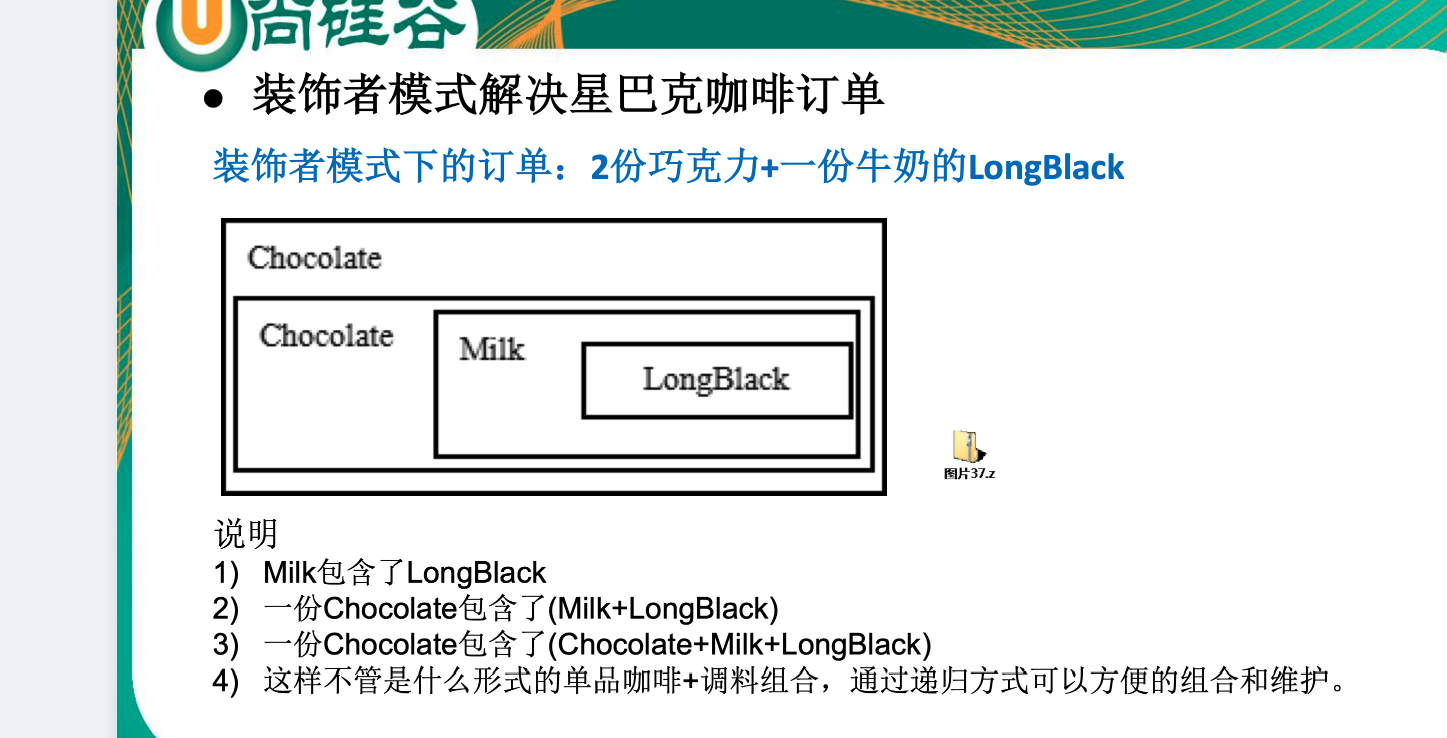 尚硅谷
● 装饰者模式解决星巴克咖啡订单
装饰者模式下的订单：2份巧克力+一份牛奶的LongBlack
Chocolate
Chocolate
Milk
LongBlack
图片37.z
说明
1) Milk包含了LongBlack
2) 一份Chocolate包含了(Milk+LongBlack)
3) 一份Chocolate包含了(Chocolate+Milk+LongBlack)
4) 这样不管是什么形式的单品咖啡+调料组合，通过递归方式可以方便的组合和维护。